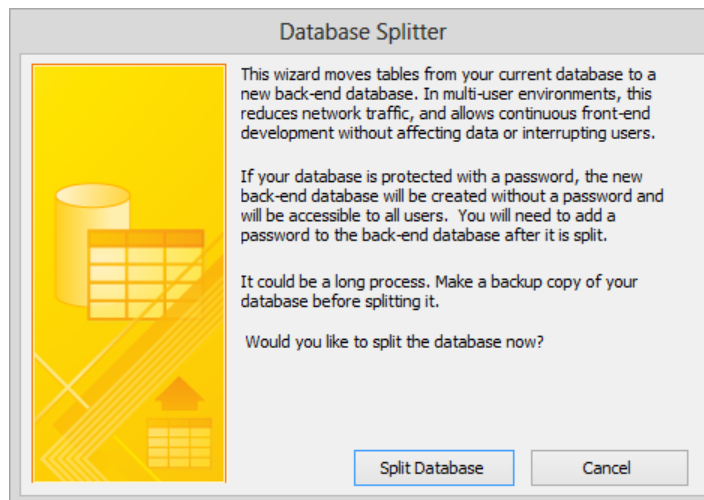 Database Splitter
This wizard moves tables from your current database to a
new back-end database. In multi-user environments, this
reduces network traffic, and allows continuous front-end
development without affecting data or interrupting users.
If your database is protected with a password, the new
back-end database will be created without a password and
will be accessible to all users.  You will need to add a
password to the back-end database after it is split.
It could be a long process. Make a backup copy of your
database before splitting it.
Would you like to split the database now?
Split Database
Cancel